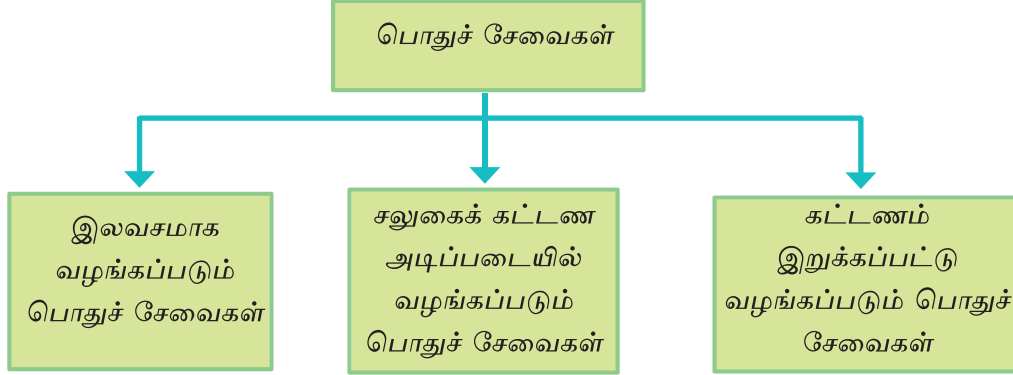 பொதுச் சேவைகள்
இலவசமாக
வழங்கப்படும்
பொதுச் சேவைகள்
சலுகைக் கட்டண
அடிப்படையில்
வழங்கப்படும்
பொதுச் சேவைகள்
கட்டணம்
இறுக்கப்பட்டு
வழங்கப்படும் பொதுச்
சேவைகள்